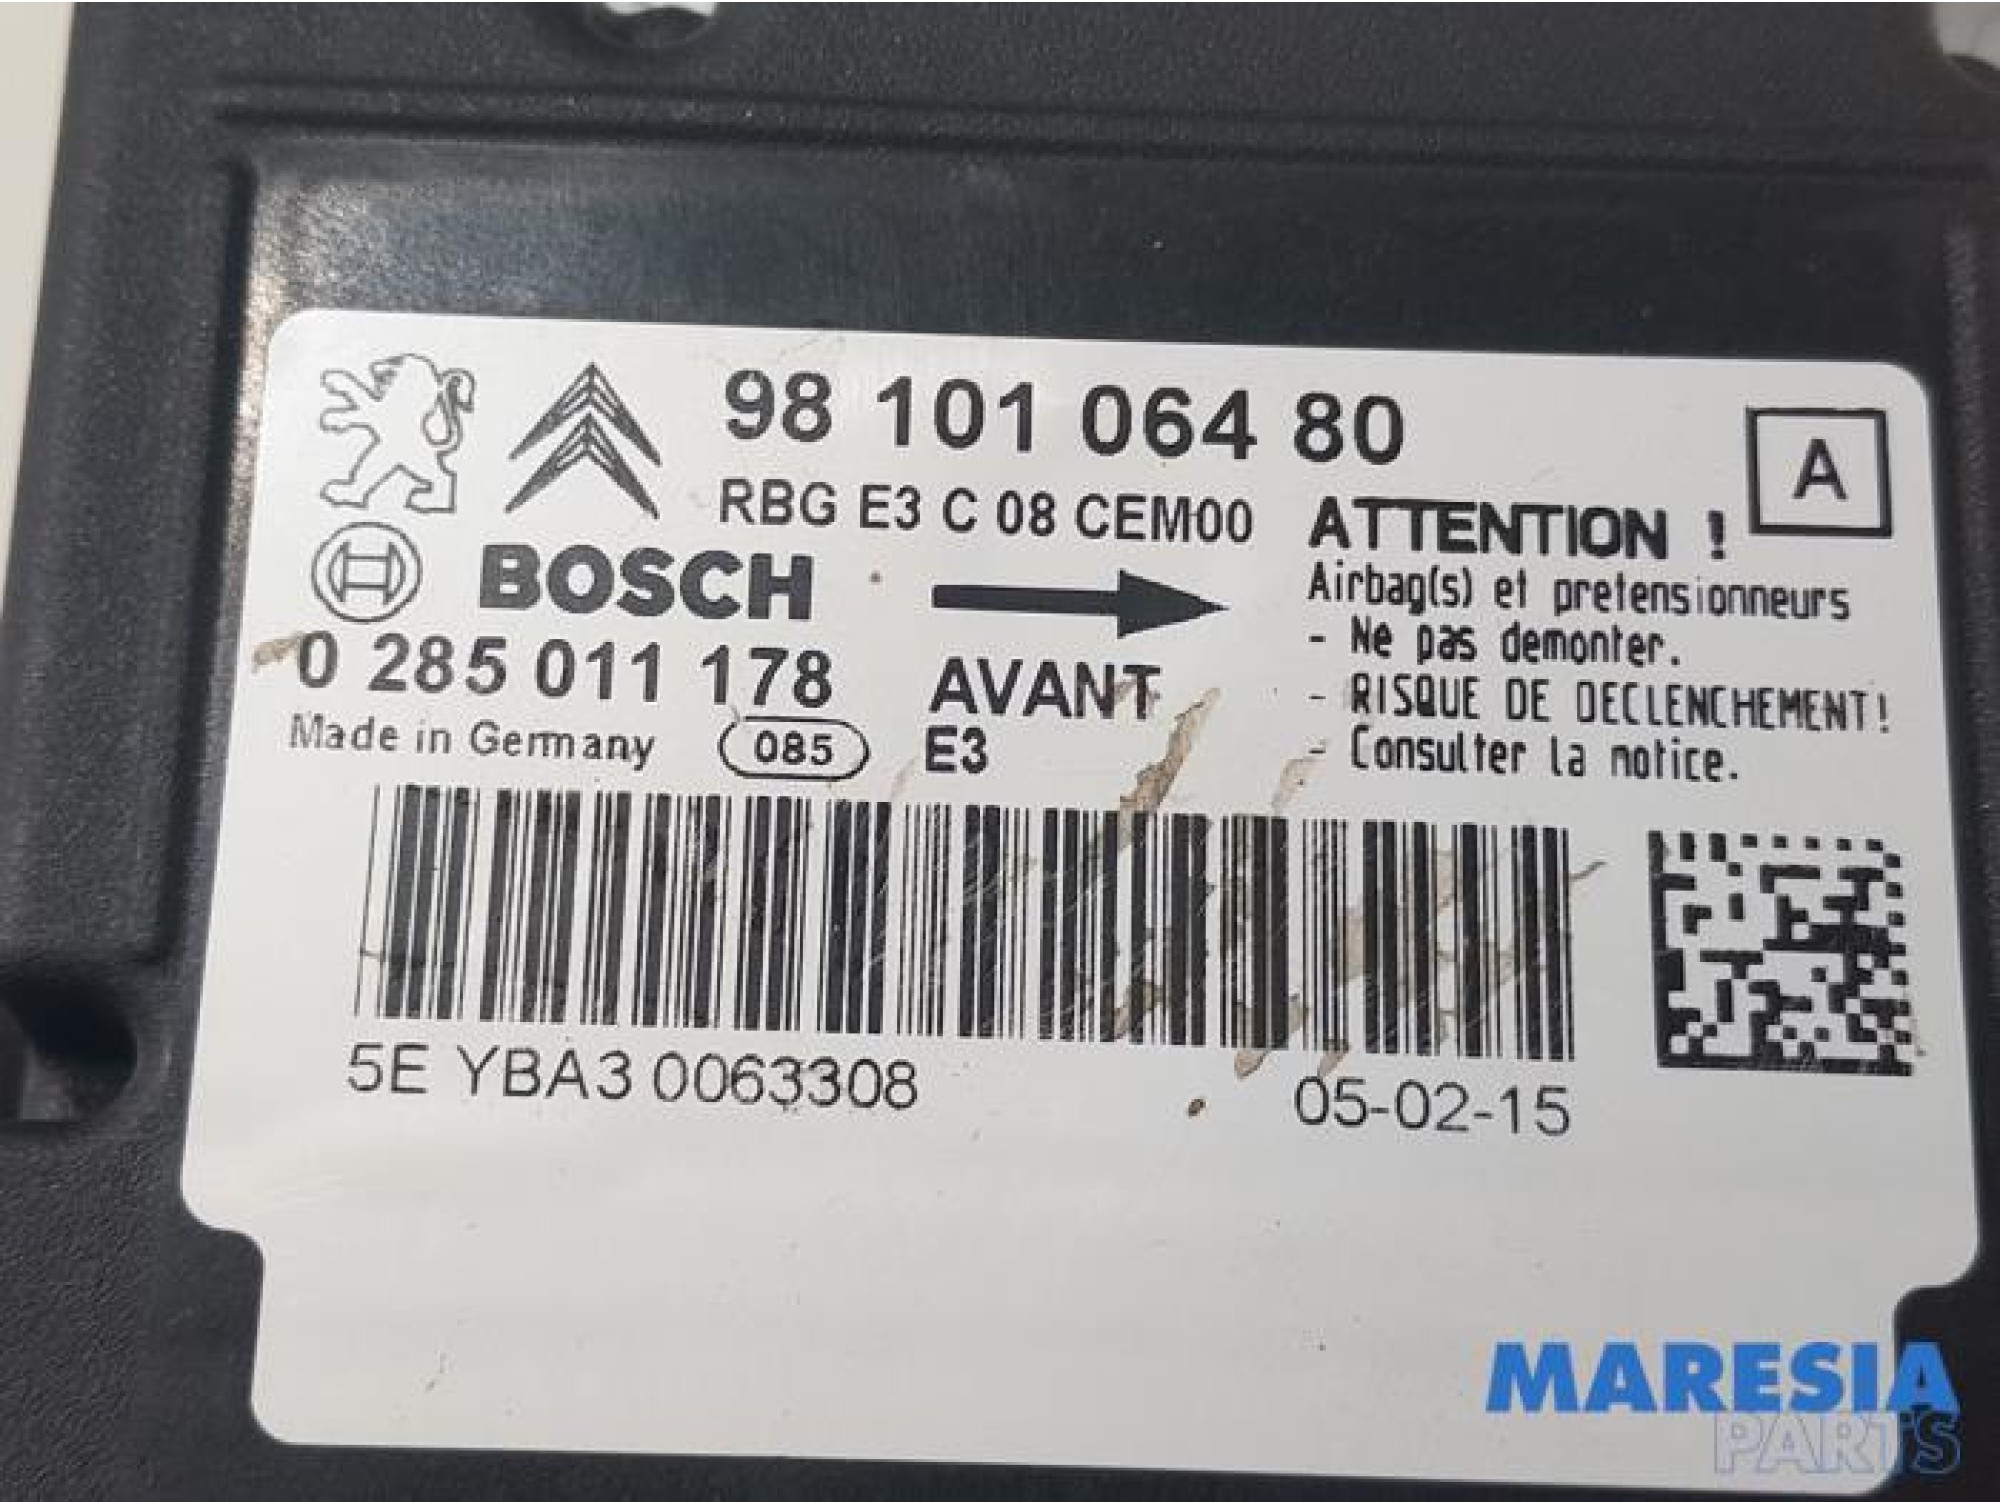 98 101 064 80
A
RBG E3 C 08 CEM00
ATTENTION !
BOSCH
Airbag(s) et pretensionneurs
- Ne pas demonter.
0 285 011 178
AVANT
- RISQUE DE DECLENCHEMENT!
Made in Germany
085
E3
- Consulter la notice.
5E YBA3 0063308
05-02-15
MARESIA
PARTS